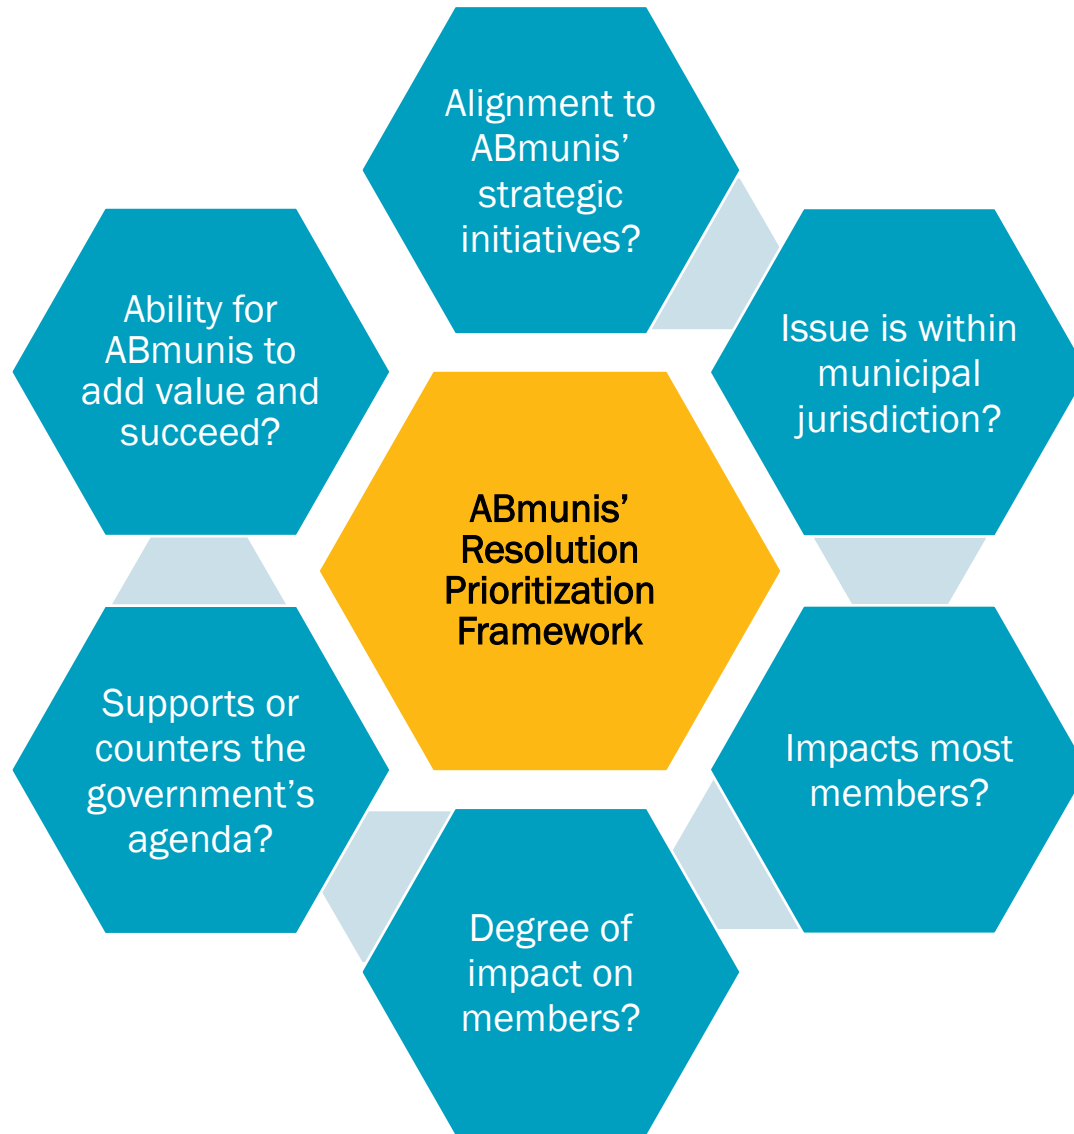 Alignment to
ABmunis’
strategic
initiatives?
Issue is within
municipal
jurisdiction?
Impacts most
members?
Degree of
impact on
members?
Supports or
counters the
government’s
agenda?
Ability for
ABmunis to
add value and
succeed?
ABmunis’
Resolution
Prioritization
Framework